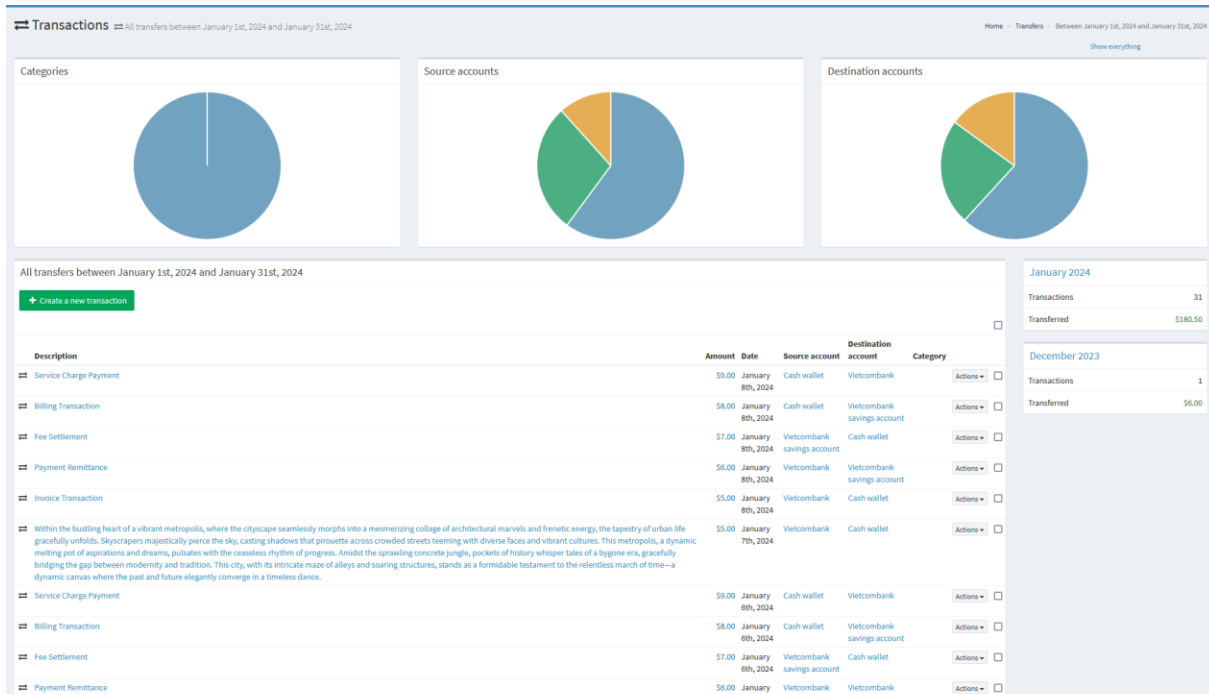 Transactions All transfers between January 1st, 2024 and January 31st, 2024
Home > Transfers > Between January 1st, 2024 and January 31st, 2024
Show everything
Categories
Source accounts
Destination accounts
All transfers between January 1st, 2024 and January 31st, 2024
+ Create a new transaction
Description Amount Date Source account Destination account Category
Service Charge Payment $9.00 January 8th, 2024 Cash wallet Vietcombank Actions
Billing Transaction $8.00 January 8th, 2024 Cash wallet Vietcombank savings account Actions
Fee Settlement $7.00 January 8th, 2024 Vietcombank savings account Cash wallet Actions
Payment Remittance $6.00 January 8th, 2024 Vietcombank Vietcombank savings account Actions
Invoice Transaction $5.00 January 8th, 2024 Vietcombank Cash wallet Actions
Within the bustling heart of a vibrant metropolis, where the cityscape seamlessly morphs into a mesmerizing collage of architectural marvels and frenetic energy, the tapestry of urban life
gracefully unfolds. Skyscrapers majestically pierce the sky, casting shadows that pirouette across crowded streets teeming with diverse faces and vibrant cultures. This metropolis, a dynamic
melting pot of aspirations and dreams, pulsates with the ceaseless rhythm of progress. Amidst the sprawling concrete jungle, pockets of history whisper tales of a bygone era, gracefully
bridging the gap between modernity and tradition. This city, with its intricate maze of alleys and soaring structures, stands as a formidable testament to the relentless march of time—a
dynamic canvas where the past and future elegantly converge in a timeless dance.
$5.00 January 7th, 2024 Vietcombank Cash wallet Actions
Service Charge Payment $9.00 January 6th, 2024 Cash wallet Vietcombank Actions
Billing Transaction $8.00 January 6th, 2024 Cash wallet Vietcombank savings account Actions
Fee Settlement $7.00 January 6th, 2024 Vietcombank savings account Cash wallet Actions
Payment Remittance $6.00 January Vietcombank Vietcombank Actions
January 2024
Transactions 31
Transferred $180.50
December 2023
Transactions 1
Transferred $6.00